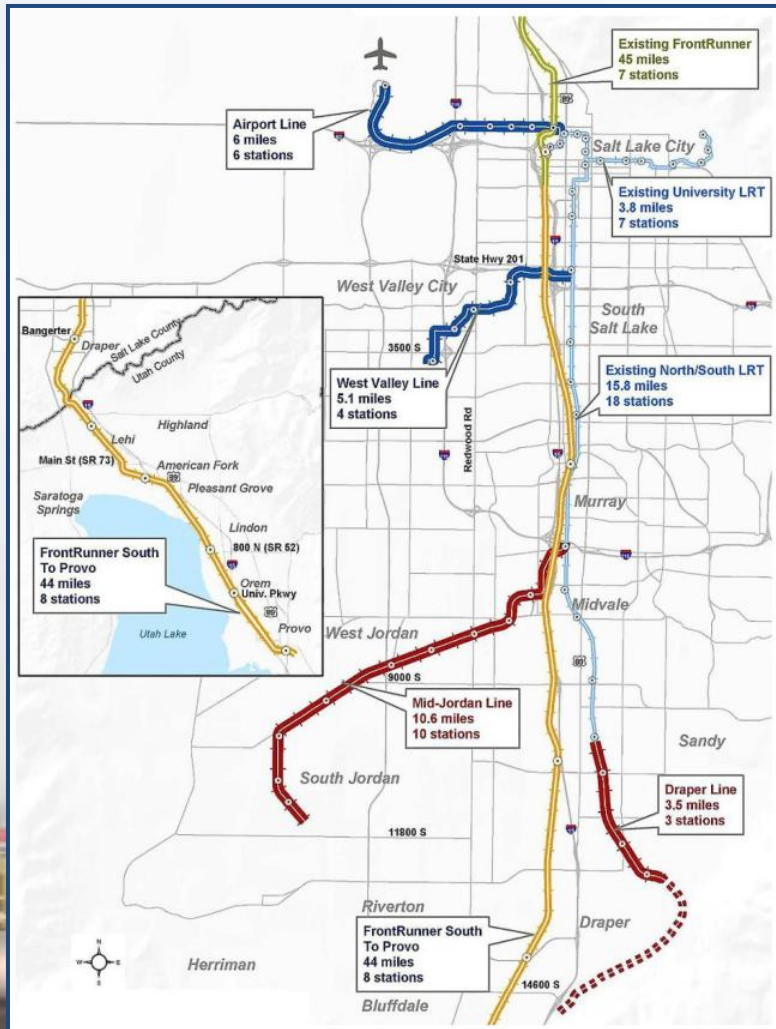 Existing FrontRunner
45 miles
7 stations
Airport Line
6 miles
6 stations
Salt Lake City
Existing University LRT
3.8 miles
7 stations
State Hwy 201
West Valley City
South
Salt Lake
3500 S
West Valley Line
5.1 miles
4 stations
Redwood Rd
Existing North/South LRT
15.8 miles
18 stations
Bangerter
Draper
Salt Lake County
Utah County
Highland
Lehi
Main St (SR 73)
American Fork
89
Pleasant Grove
Saratoga
Springs
Lindon
800 N (SR 52)
FrontRunner South
To Provo
44 miles
8 stations
Orem
Univ. Pkwy
Utah Lake
Provo
Murray
Midvale
West Jordan
9000 S
Mid-Jordan Line
10.6 miles
10 stations
Sandy
South Jordan
Draper Line
3.5 miles
3 stations
11800 S
Riverton
Draper
FrontRunner South
To Provo
44 miles
8 stations
N
W E
S
Herriman
14600 S
Bluffdale